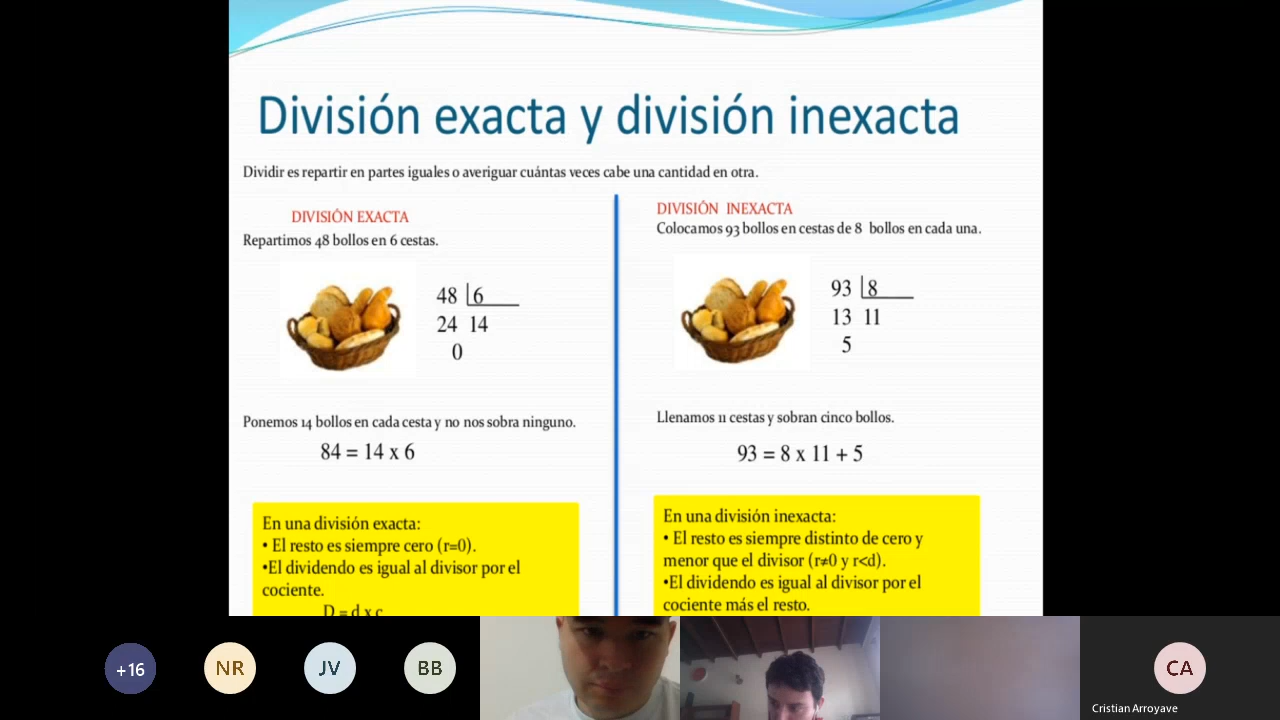 División exacta y división inexacta
Dividir es repartir en partes iguales o averiguar cuántas veces cabe una cantidad en otra.
DIVISIÓN EXACTA
Repartimos 48 bollos en 6 cestas.
48 6
24 14
0
Ponemos 14 bollos en cada cesta y no nos sobra ninguno.
84 = 14 x 6
En una división exacta:
• El resto es siempre cero (r=0).
•El dividendo es igual al divisor por el
cociente.
D = d x c
DIVISIÓN INEXACTA
Colocamos 93 bollos en cestas de 8 bollos en cada una.
93 8
13 11
5
Llenamos 11 cestas y sobran cinco bollos.
93 = 8 x 11 + 5
En una división inexacta:
• El resto es siempre distinto de cero y
menor que el divisor (r≠0 y r<d).
•El dividendo es igual al divisor por el
cociente más el resto.
+16
NR
JV
BB
CA
Cristian Arroyave